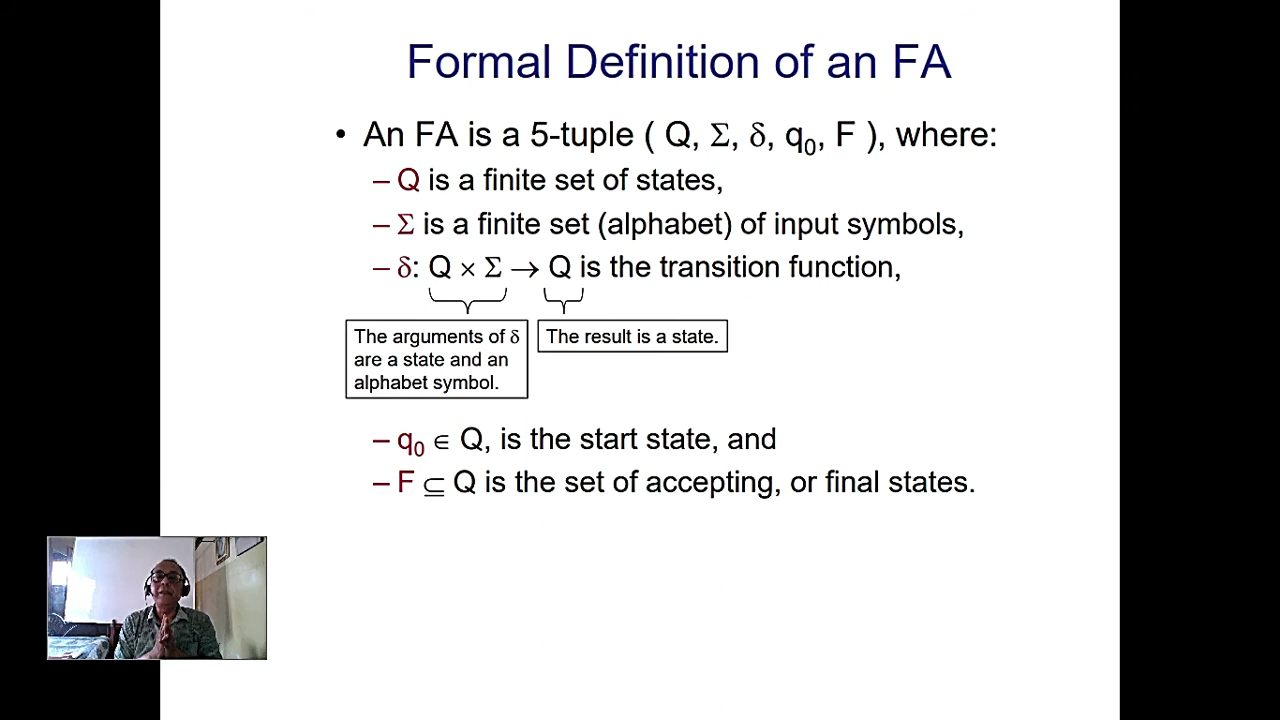 Formal Definition of an FA
• An FA is a 5-tuple ( Q, Σ, δ, q₀, F ), where:
– Q is a finite set of states,
– Σ is a finite set (alphabet) of input symbols,
– δ: Q × Σ → Q is the transition function,
The arguments of δ
are a state and an
alphabet symbol.
The result is a state.
– q₀ ∈ Q, is the start state, and
– F ⊆ Q is the set of accepting, or final states.